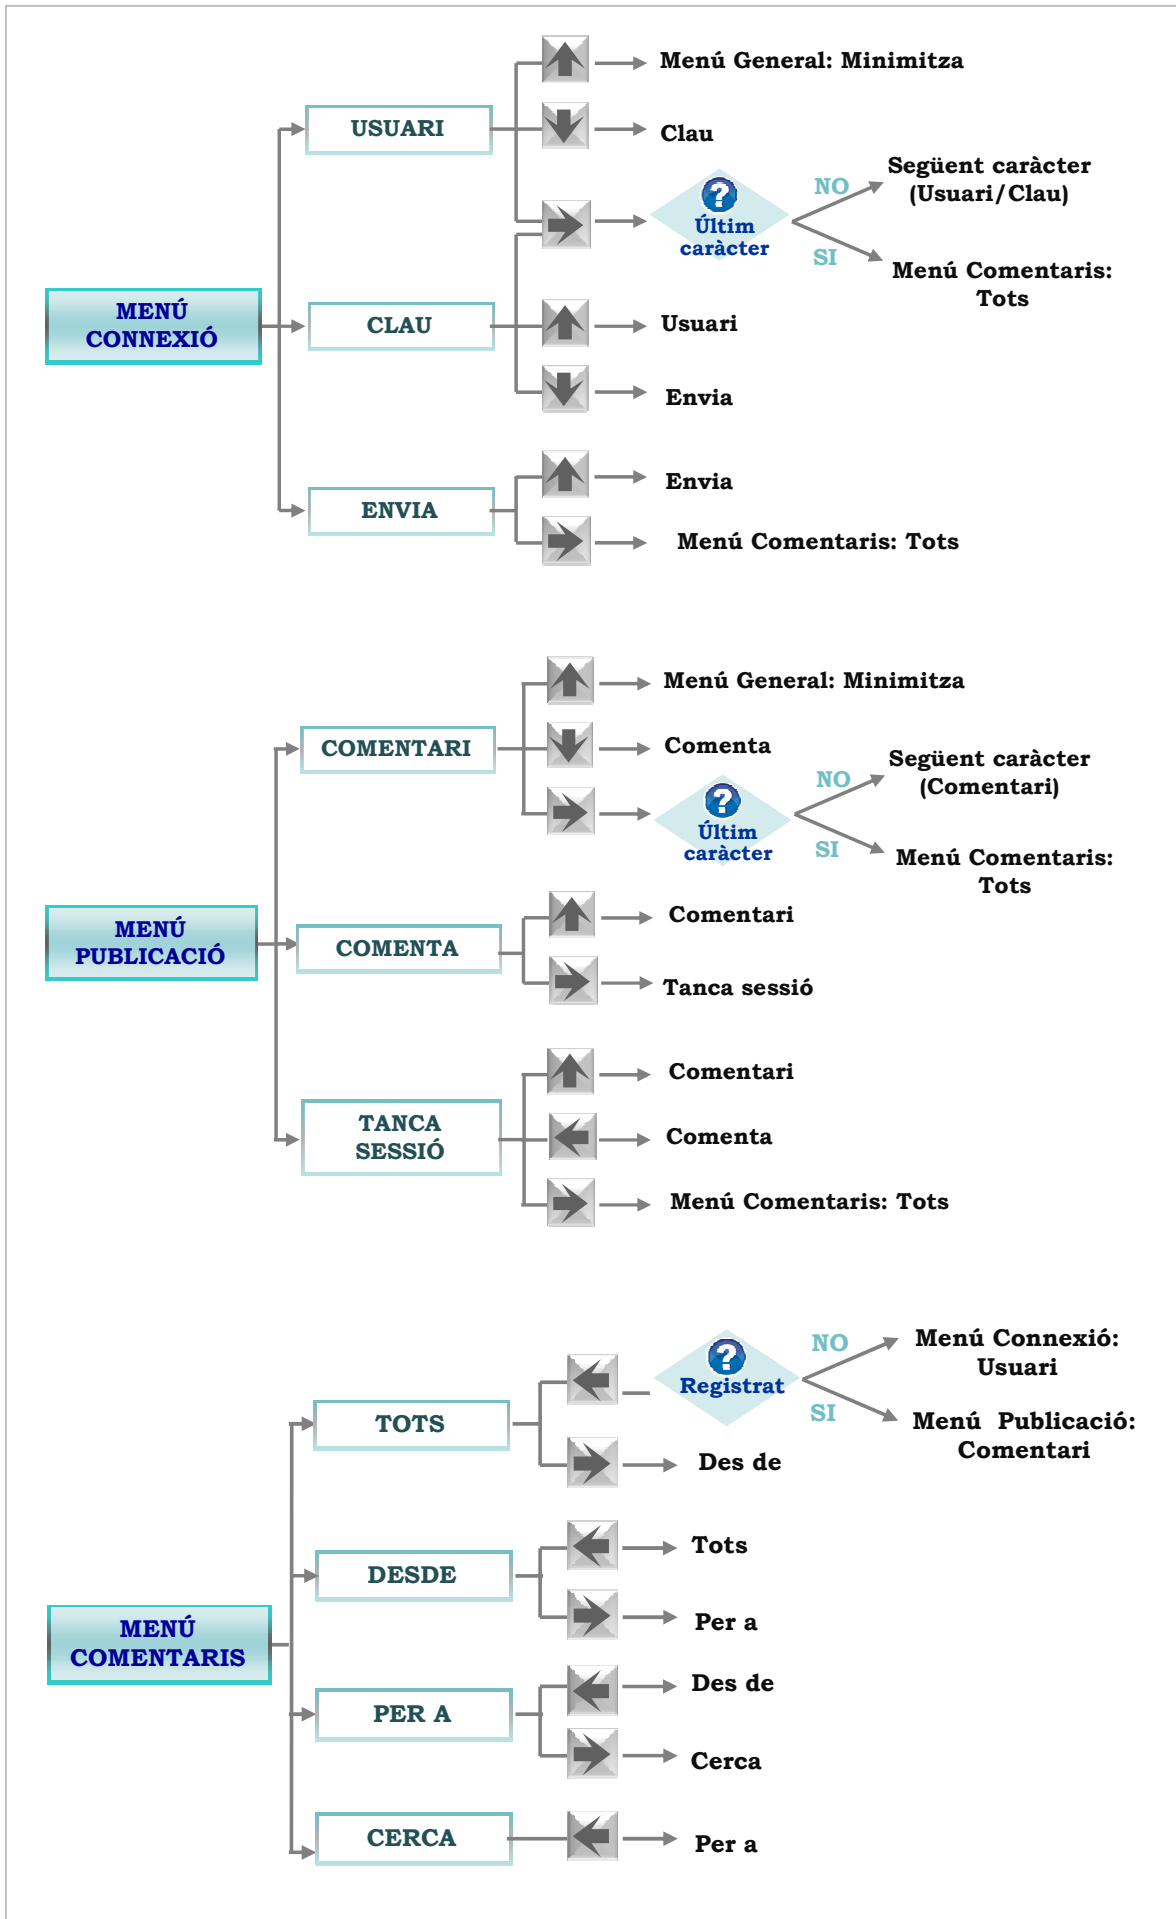 Menú General: Minimitza
USUARI
Clau
Següent caràcter
(Usuari/Clau)
NO
?
Últim
caràcter
SI
Menú Comentaris:
Tots
MENÚ
CONNEXIÓ
CLAU
Usuari
Envia
ENVIA
Envia
Menú Comentaris: Tots
Menú General: Minimitza
COMENTARI
Comenta
Següent caràcter
(Comentari)
NO
?
Últim
caràcter
SI
Menú Comentaris:
Tots
MENÚ
PUBLICACIÓ
COMENTA
Comentari
Tanca sessió
TANCA
SESSIÓ
Comentari
Comenta
Menú Comentaris: Tots
TOTS
?
Registrat
NO
Menú Connexió:
Usuari
SI
Menú  Publicació:
Comentari
Des de
DESDE
Tots
Per a
MENÚ
COMENTARIS
PER A
Des de
Cerca
CERCA
Per a